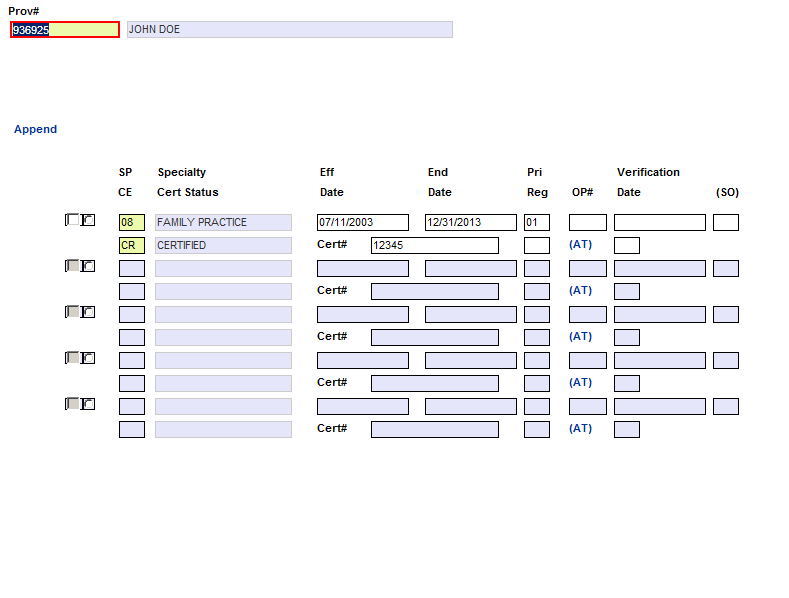 Prov#
936925 JOHN DOE
Append
SP Specialty Eff End Pri Verification
CE Cert Status Date Date Reg OP# Date (SO)
08 FAMILY PRACTICE 07/11/2003 12/31/2013 01
CR CERTIFIED Cert# 12345 (AT)
Cert# (AT)
Cert# (AT)
Cert# (AT)
Cert# (AT)